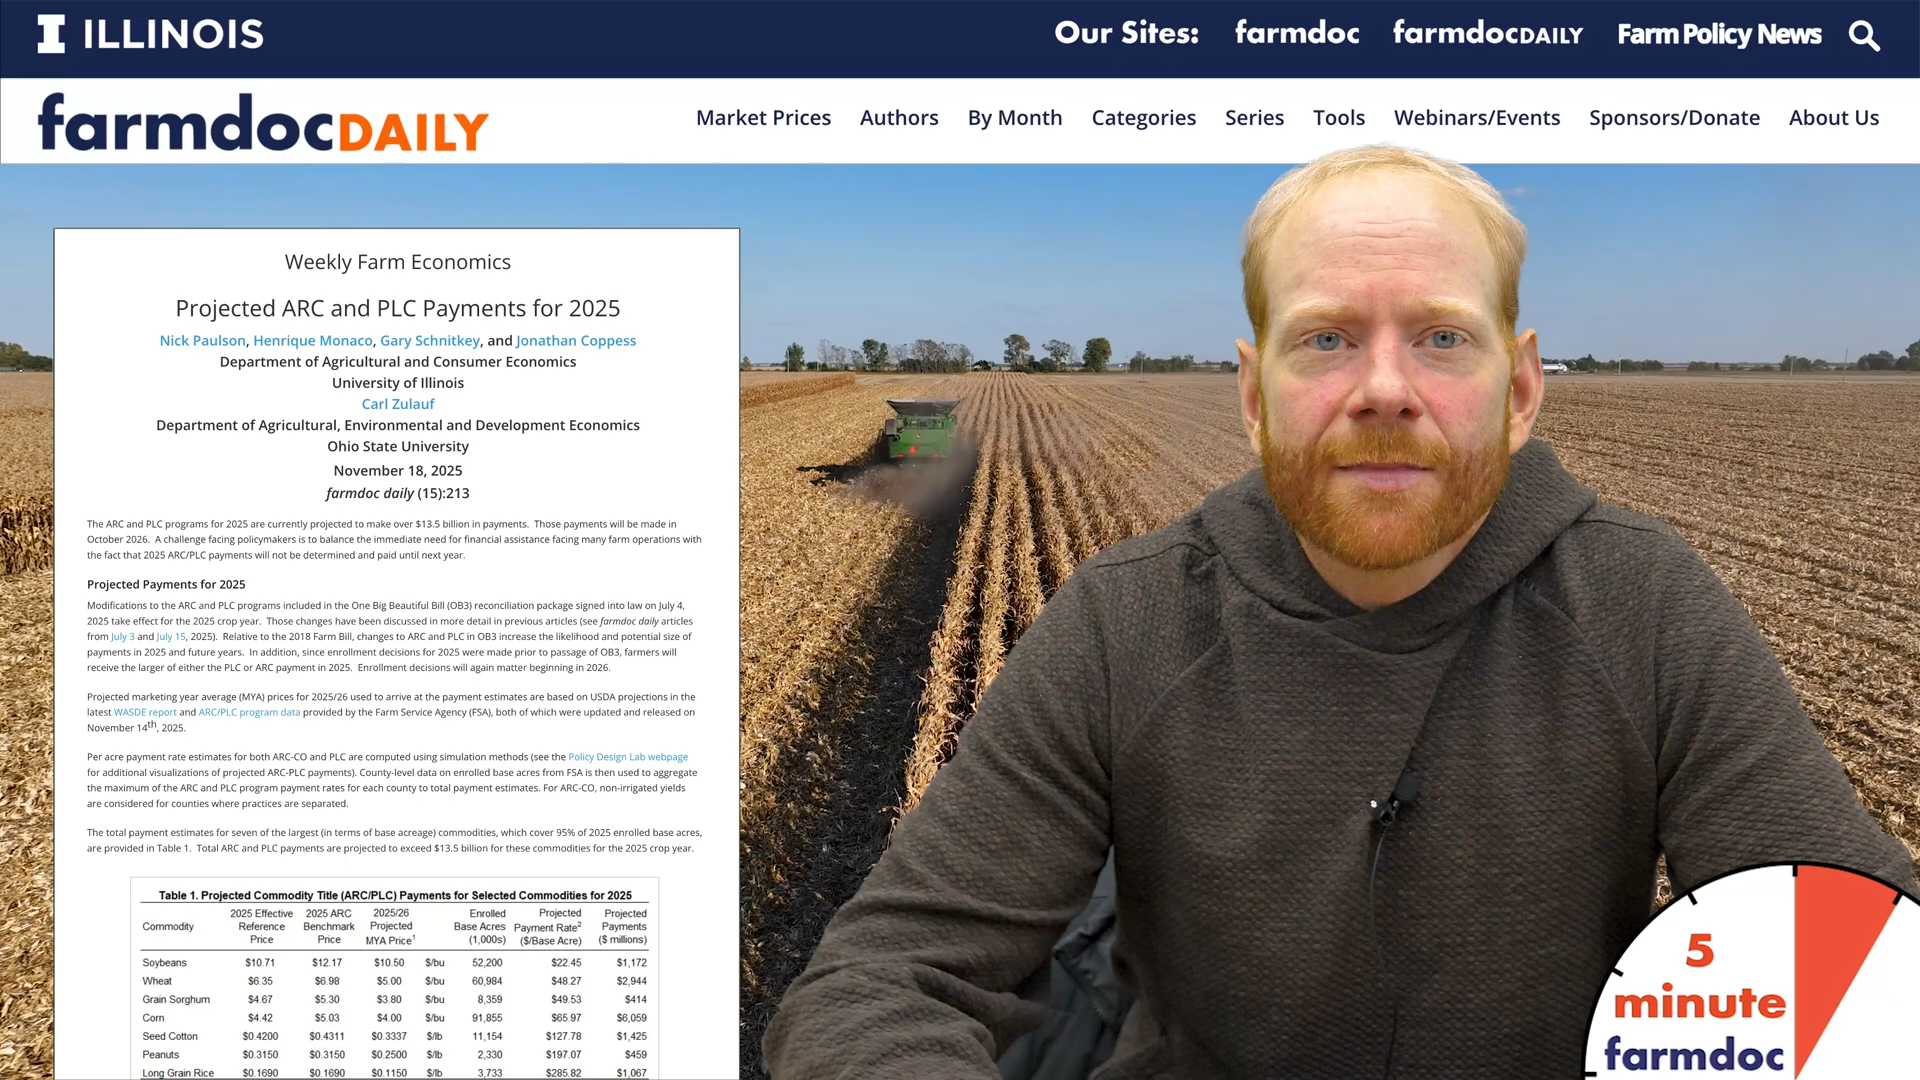 ILLINOIS
Our Sites: farmdoc farmdocDAILY Farm Policy News
farmdocDAILY
Market Prices Authors By Month Categories Series Tools Webinars/Events Sponsors/Donate About Us
Weekly Farm Economics
Projected ARC and PLC Payments for 2025
Nick Paulson, Henrique Monaco, Gary Schnitkey, and Jonathan Coppess
Department of Agricultural and Consumer Economics
University of Illinois
Carl Zulauf
Department of Agricultural, Environmental and Development Economics
Ohio State University
November 18, 2025
farmdoc daily (15):213
The ARC and PLC programs for 2025 are currently projected to make over $13.5 billion in payments. Those payments will be made in
October 2026. A challenge facing policymakers is to balance the immediate need for financial assistance facing many farm operations with
the fact that 2025 ARC/PLC payments will not be determined and paid until next year.
Projected Payments for 2025
Modifications to the ARC and PLC programs included in the One Big Beautiful Bill (OB3) reconciliation package signed into law on July 4,
2025 take effect for the 2025 crop year. Those changes have been discussed in more detail in previous articles (see farmdoc daily articles
from July 3 and July 15, 2025). Relative to the 2018 Farm Bill, changes to ARC and PLC in OB3 increase the likelihood and potential size of
payments in 2025 and future years. In addition, since enrollment decisions for 2025 were made prior to passage of OB3, farmers will
receive the larger of either the PLC or ARC payment in 2025. Enrollment decisions will again matter beginning in 2026.
Projected marketing year average (MYA) prices for 2025/26 used to arrive at the payment estimates are based on USDA projections in the
latest WASDE report and ARC/PLC program data provided by the Farm Service Agency (FSA), both of which were updated and released on
November 14th, 2025.
Per acre payment rate estimates for both ARC-CO and PLC are computed using simulation methods (see the Policy Design Lab webpage
for additional visualizations of projected ARC-PLC payments). County-level data on enrolled base acres from FSA is then used to aggregate
the maximum of the ARC and PLC program payment rates for each county to total payment estimates. For ARC-CO, non-irrigated yields
are considered for counties where practices are separated.
The total payment estimates for seven of the largest (in terms of base acreage) commodities, which cover 95% of 2025 enrolled base acres,
are provided in Table 1. Total ARC and PLC payments are projected to exceed $13.5 billion for these commodities for the 2025 crop year.
Table 1. Projected Commodity Title (ARC/PLC) Payments for Selected Commodities for 2025
2025 Effective 2025 ARC 2025/26 Enrolled Projected Projected
Commodity Reference Benchmark Projected Base Acres Payment Rate2 Payments
Price Price MYA Price1 (1,000s) ($/Base Acre) ($ millions)
Soybeans $10.71 $12.17 $10.50 $/bu 52,200 $22.45 $1,172
Wheat $6.35 $6.98 $5.00 $/bu 60,984 $48.27 $2,944
Grain Sorghum $4.67 $5.30 $3.80 $/bu 8,359 $49.53 $414
Corn $4.42 $5.03 $4.00 $/bu 91,855 $65.97 $6,059
Seed Cotton $0.4200 $0.4311 $0.3337 $/lb 11,154 $127.78 $1,425
Peanuts $0.3150 $0.3150 $0.2500 $/lb 2,330 $197.07 $459
Long Grain Rice $0.1690 $0.1690 $0.1150 $/lb 3,733 $285.82 $1,067
5
minute
farmdoc